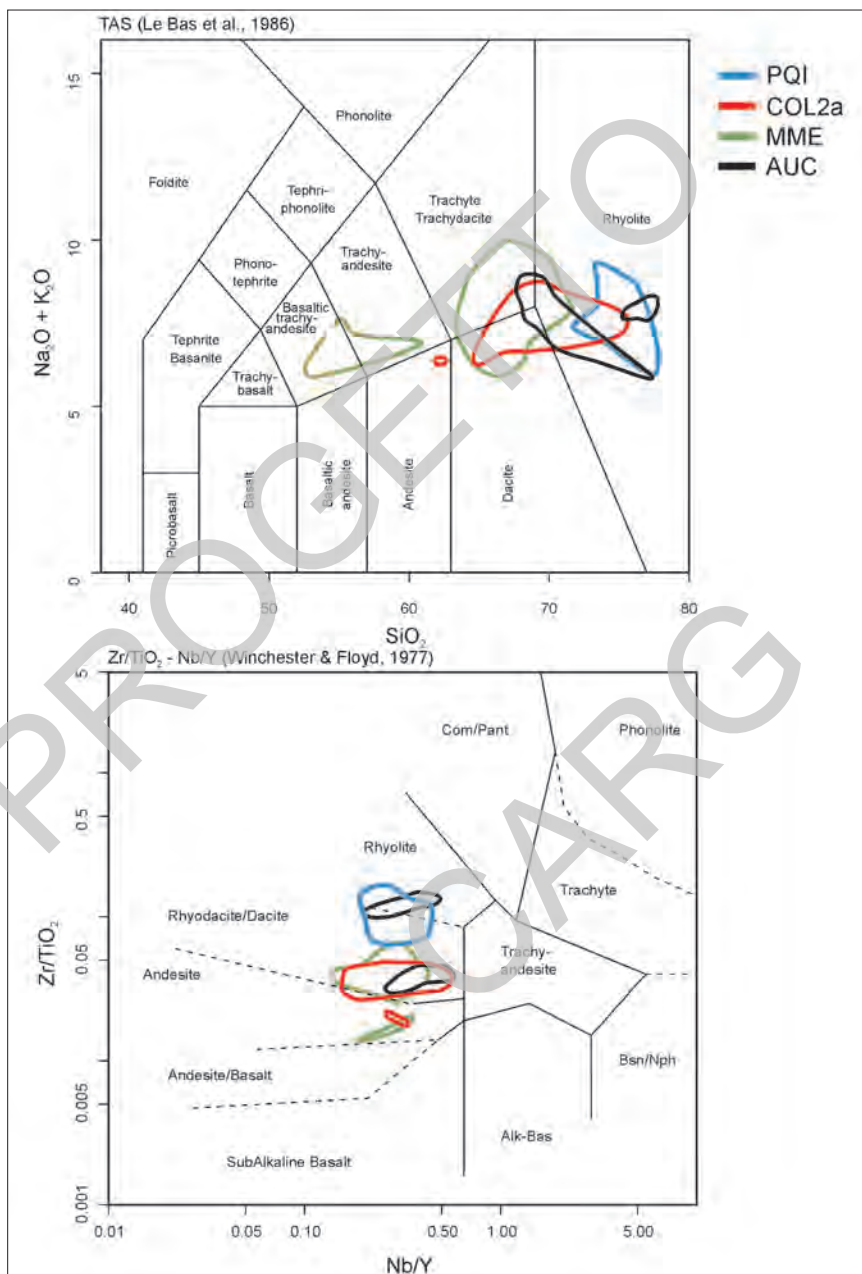 TAS (Le Bas et al., 1986)
PQI
COL2a
MME
AUC
Na₂O + K₂O
15
10
5
0
Phonolite
Foidite
Tephri-
phonolite
Trachyte
Trachydacite
Rhyolite
Trachy-
andesite
Phono-
tephrite
Basaltic
trachy-
andesite
Tephrite
Basanite
Trachy-
basalt
Picrobasalt
Basalt
Basaltic
andesite
Andesite
Dacite
40
50
60
70
80
SiO₂
Zr/TiO₂ - Nb/Y (Winchester & Floyd, 1977)
Zr/TiO₂
5
0.5
0.05
0.005
0.001
Com/Pant
Phonolite
Rhyolite
Trachyte
Rhyodacite/Dacite
Trachy-
andesite
Andesite
Andesite/Basalt
Bsn/Nph
Alk-Bas
SubAlkaline Basalt
0.01
0.05
0.10
0.50
1.00
5.00
Nb/Y
PROGETTO
CARG